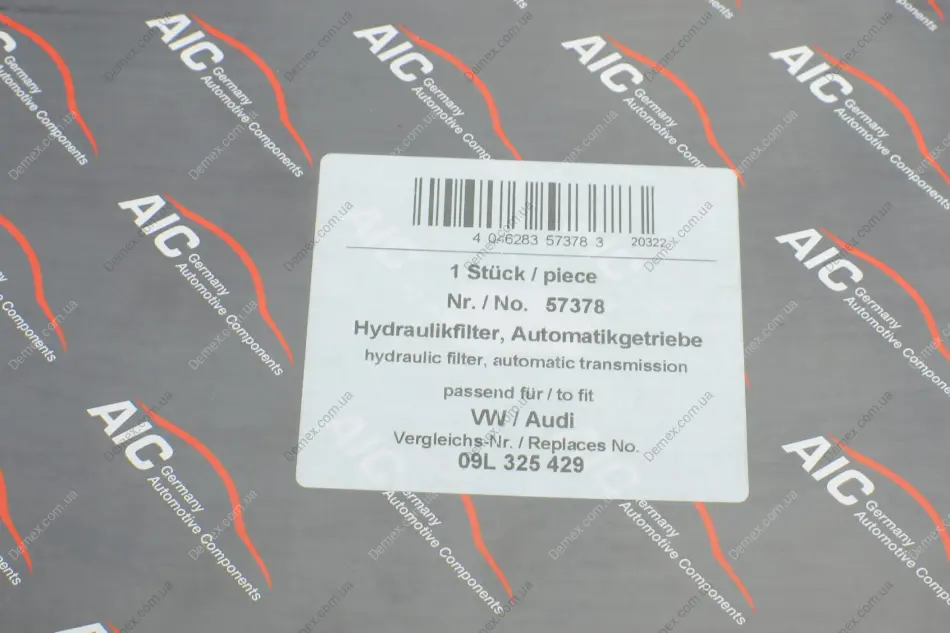 AIC
Germany
Automotive Components
4 046283 57378 3 20322
1 Stück / piece
Nr. / No. 57378
Hydraulikfilter, Automatikgetriebe
hydraulic filter, automatic transmission
passend für / to fit
VW / Audi
Vergleichs-Nr. / Replaces No.
09L 325 429
Demex.com.ua